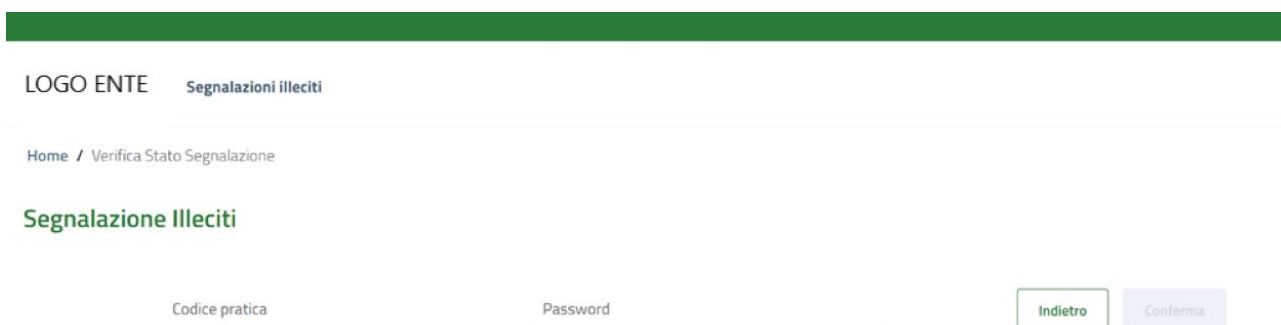 LOGO ENTE Segnalazioni illeciti
Home / Verifica Stato Segnalazione
Segnalazione Illeciti
Codice pratica Password Indietro Conferma